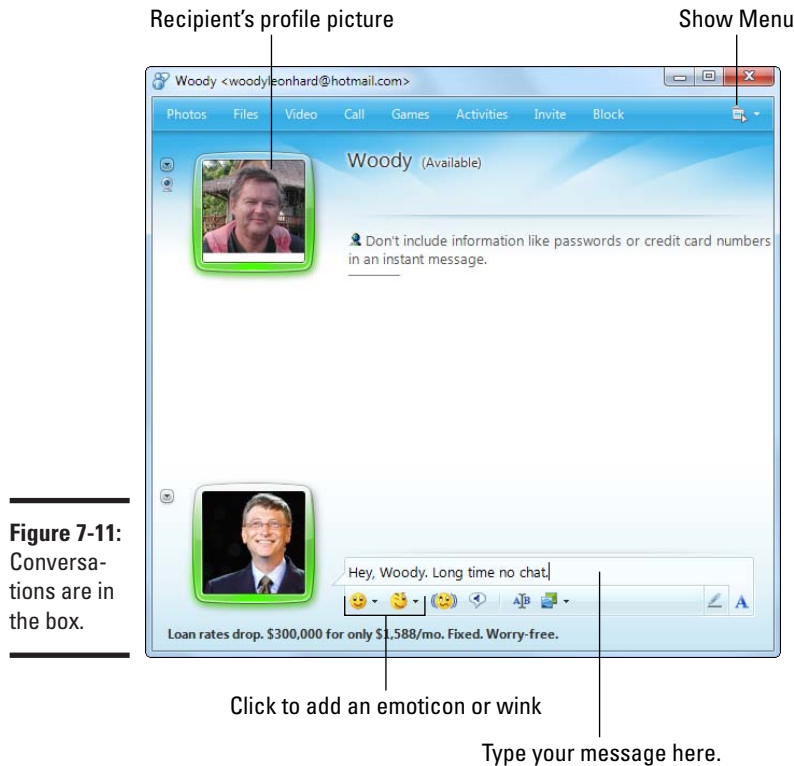 Recipient's profile picture
Show Menu
Woody <woodyleonhard@hotmail.com>
Photos Files Video Call Games Activities Invite Block
Woody (Available)
Don't include information like passwords or credit card numbers
in an instant message.
Figure 7-11:
Conversa-
tions are in
the box.
Hey, Woody. Long time no chat.
Loan rates drop. $300,000 for only $1,588/mo. Fixed. Worry-free.
Click to add an emoticon or wink
Type your message here.